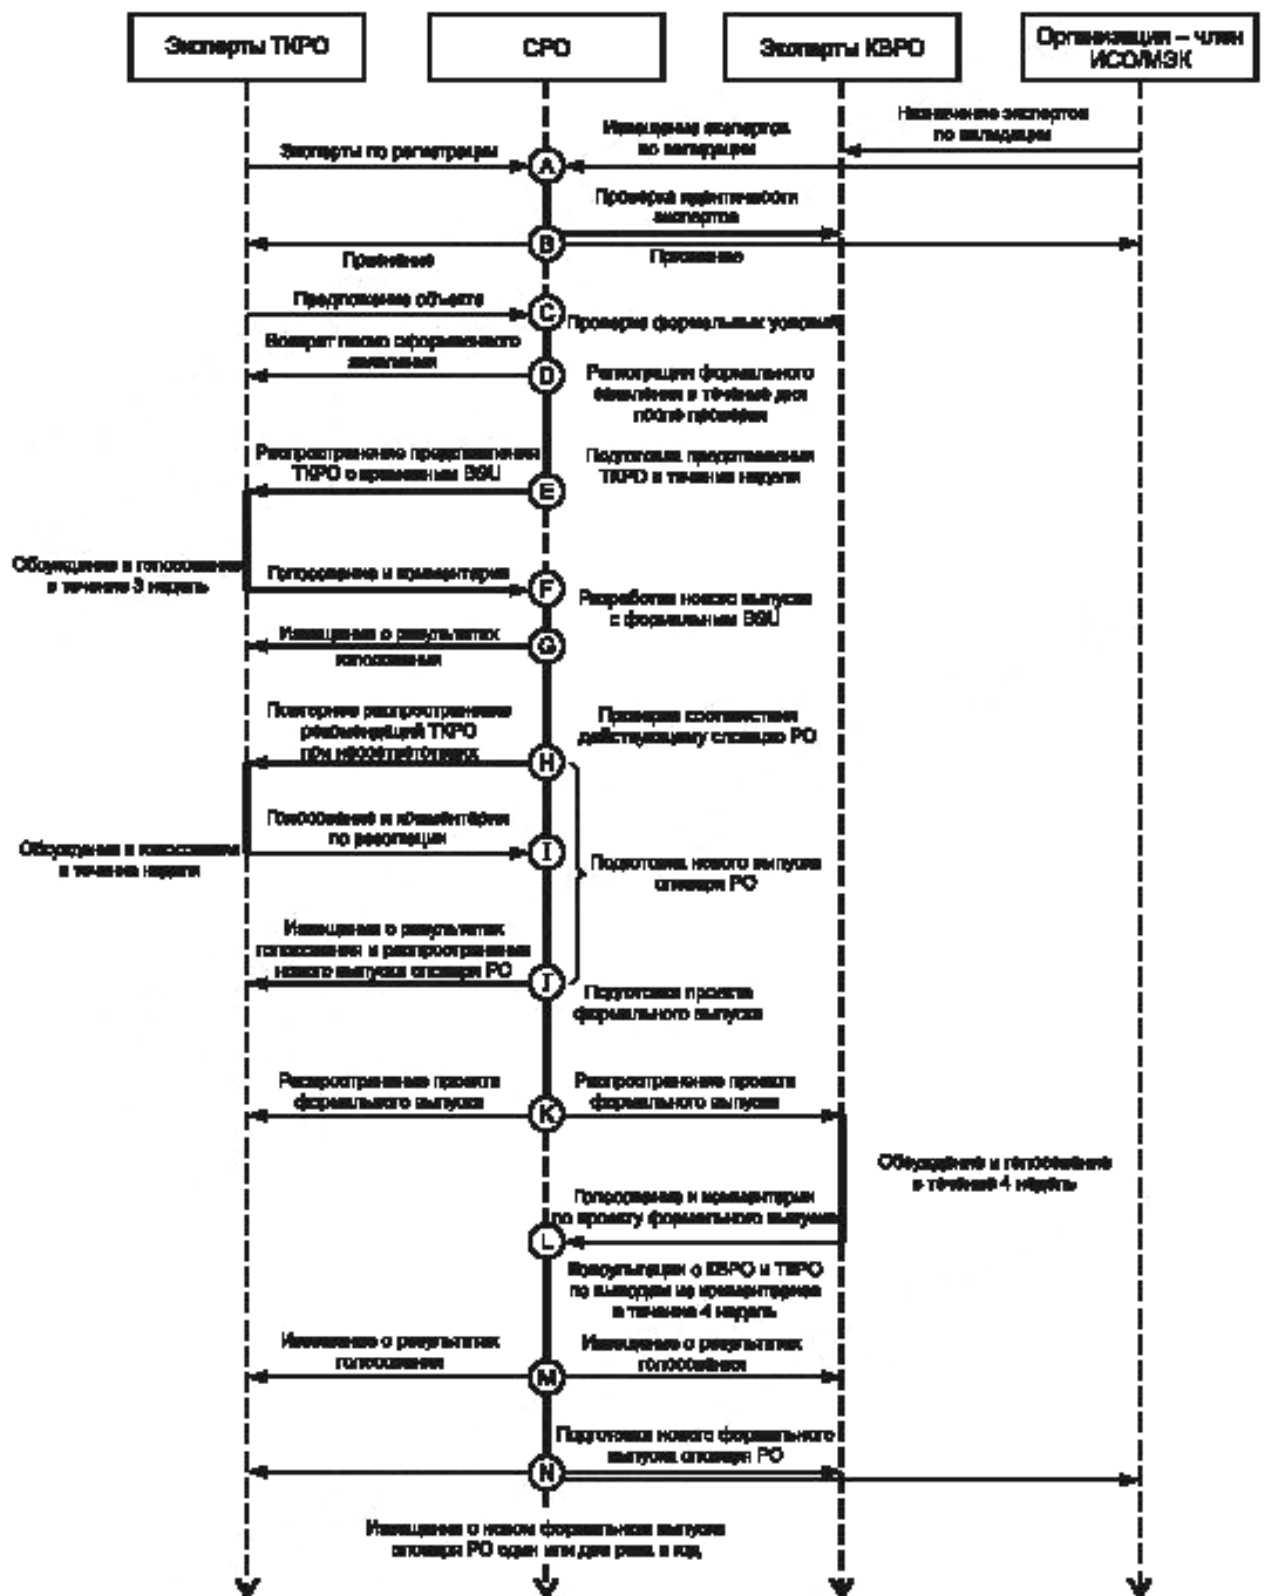 Эксперты ТКРО
СРО
Эксперты КВРО
Организация – член
ИСО/МЭК
Назначение экспертов
по валидации
Извещение экспертов
по валидации
Эксперты по регистрации
A
Проверка идентичности
экспертов
B
Признание
Признание
Предложение объекта
C
Проверка формальных условий
Возврат плохо оформленного
заявления
D
Регистрация формального
заявления в течение дня
после проверки
Распространение представления
ТКРО с временным BSU
Подготовка представления
ТКРО в течение недели
E
Обсуждение и голосование
в течение 3 недель
Голосование и комментарии
F
Разработка нового выпуска
с формальным BSU
Извещение о результатах
голосования
G
Повторное распространение
рекомендаций ТКРО
при несоответствиях
Проверка соответствия
действующему словарю РО
H
Голосование и комментарии
по резолюции
I
Обсуждение и голосование
в течение недели
Подготовка нового выпуска
словаря РО
Извещение о результатах
голосования и распространение
нового выпуска словаря РО
J
Подготовка проекта
формального выпуска
Распространение проекта
формального выпуска
Распространение проекта
формального выпуска
K
Обсуждение и голосование
в течение 4 недель
Голосование и комментарии
по проекту формального выпуска
L
Консультации с КВРО и ТКРО
по выводам из комментариев
в течение 4 недель
Извещение о результатах
голосования
Извещение о результатах
голосования
M
Подготовка нового формального
выпуска словаря РО
N
Извещение о новом формальном выпуске
словаря РО один или два раза в год